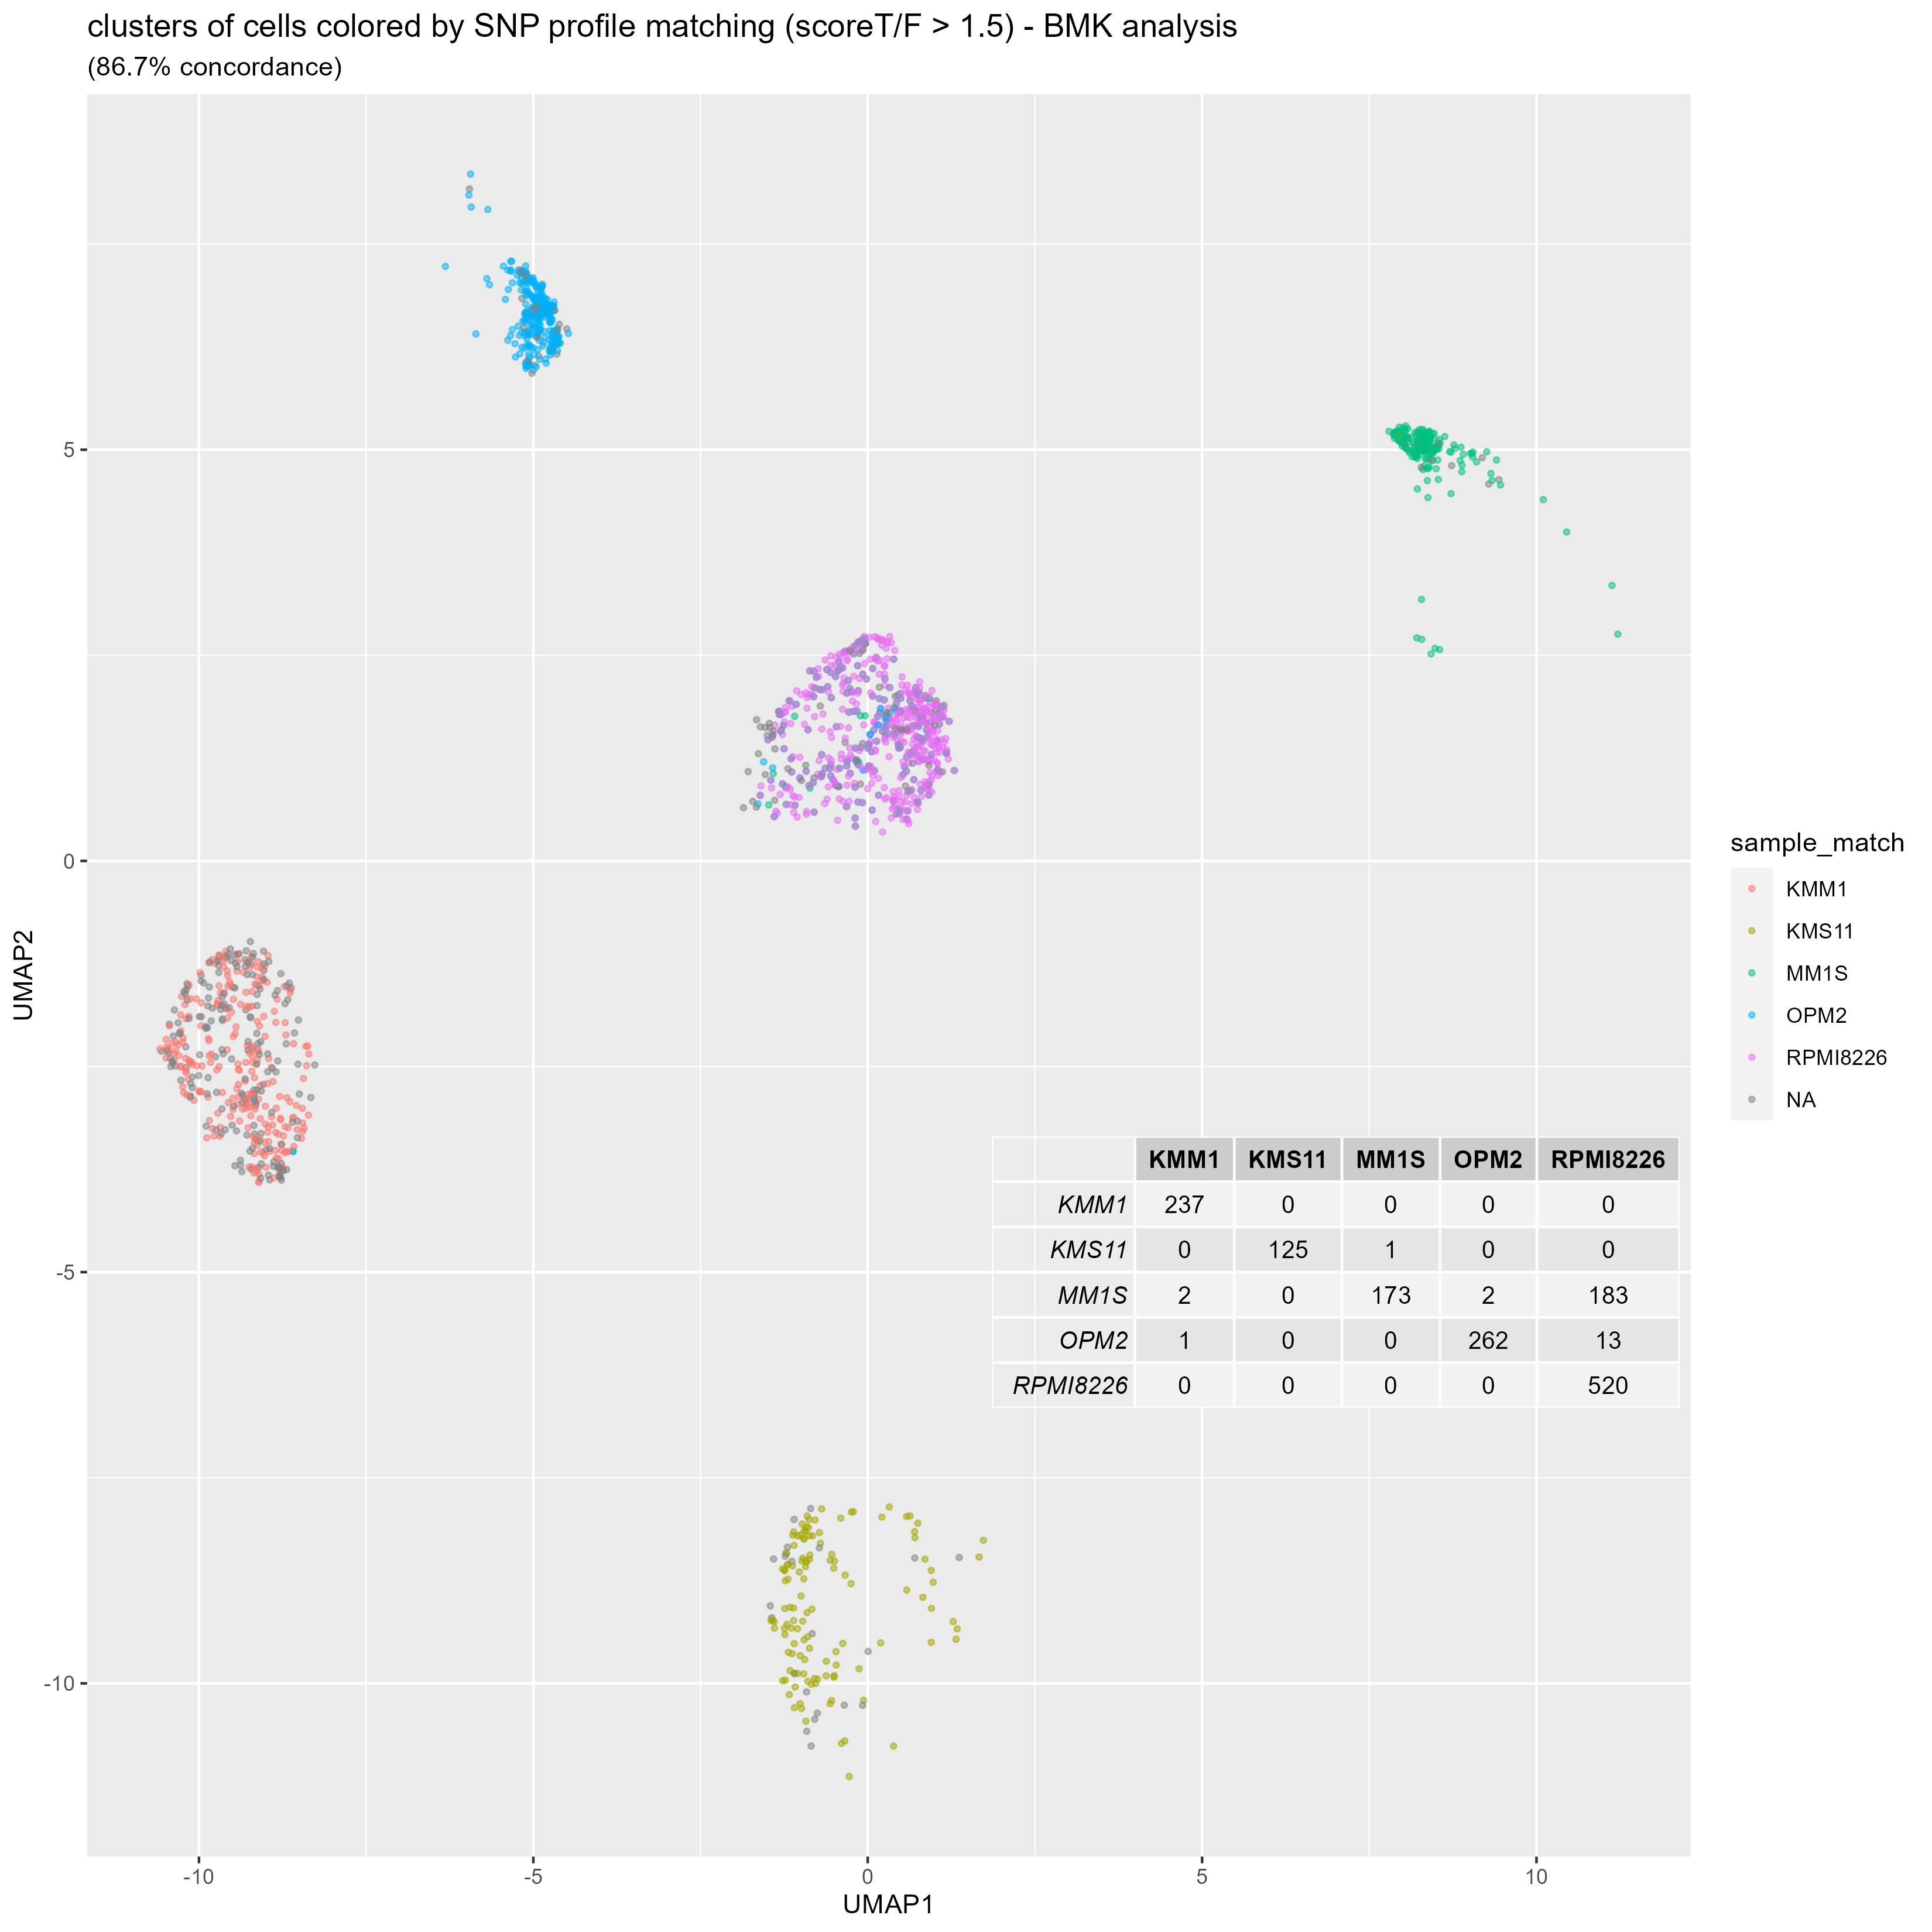 clusters of cells colored by SNP profile matching (scoreT/F > 1.5) - BMK analysis
(86.7% concordance)
5
0
-5
-10
UMAP2
-10 -5 0 5 10
UMAP1
sample_match
KMM1
KMS11
MM1S
OPM2
RPMI8226
NA
KMM1 KMS11 MM1S OPM2 RPMI8226
KMM1 237 0 0 0 0
KMS11 0 125 1 0 0
MM1S 2 0 173 2 183
OPM2 1 0 0 262 13
RPMI8226 0 0 0 0 520